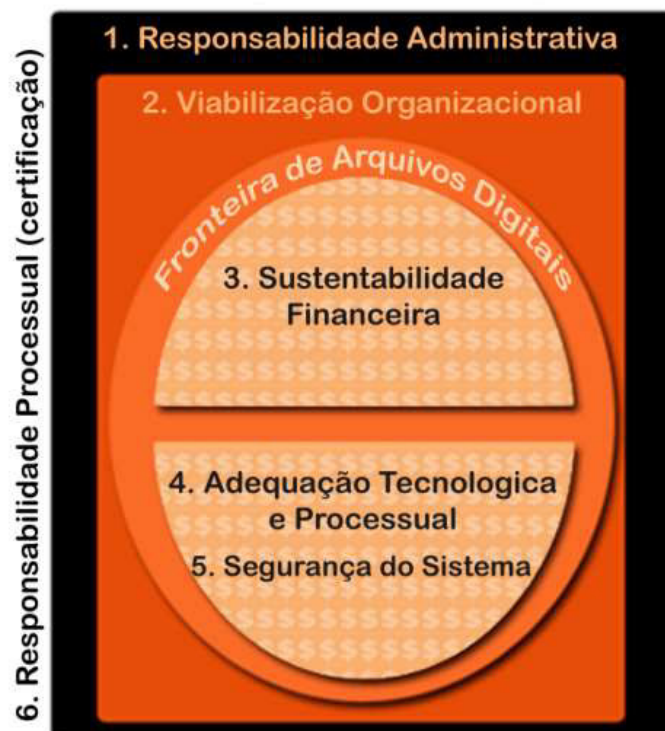 1. Responsabilidade Administrativa
2. Viabilização Organizacional
Fronteira de Arquivos Digitais
3. Sustentabilidade
Financeira
4. Adequação Tecnologica
e Processual
5. Segurança do Sistema
6. Responsabilidade Processual (certificação)